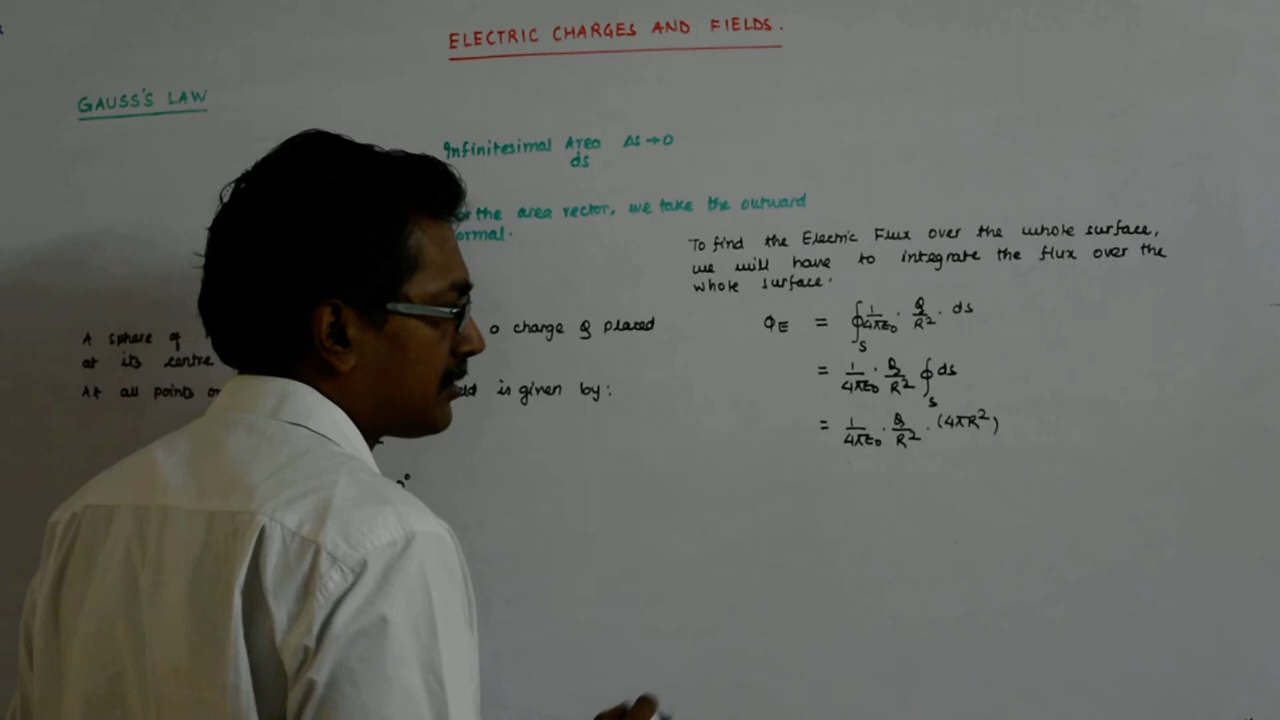 ELECTRIC CHARGES AND FIELDS.
GAUSS'S LAW
Infinitesimal Area ΔS→0
ds
the area vector, we take the outward
To find the Electric Flux over the whole surface,
we will have to integrate the flux over the
whole surface.
A sphere of charge Q placed
at its centre
At all points is given by:
Φ_E = ∮_S 1/4πε₀ · Q/R² · ds
= 1/4πε₀ · Q/R² ∮_S ds
= 1/4πε₀ · Q/R² · (4πR²)